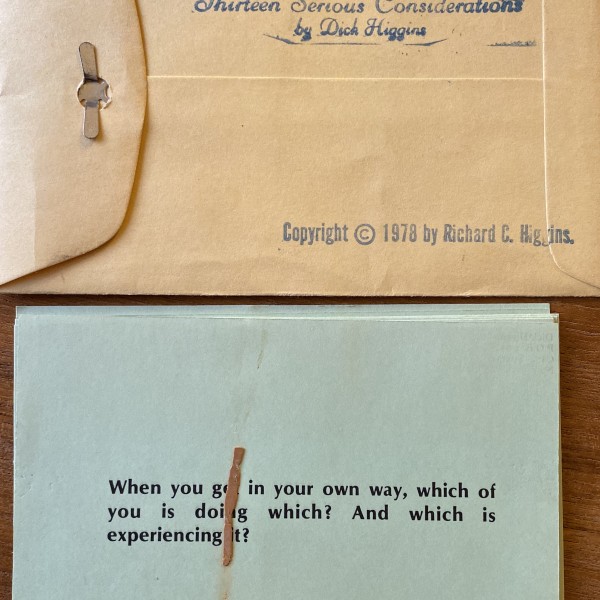 Thirteen Serious Considerations
by Dick Higgins
Copyright © 1978 by Richard C. Higgins.
When you get in your own way, which of
you is doing which? And which is
experiencing it?